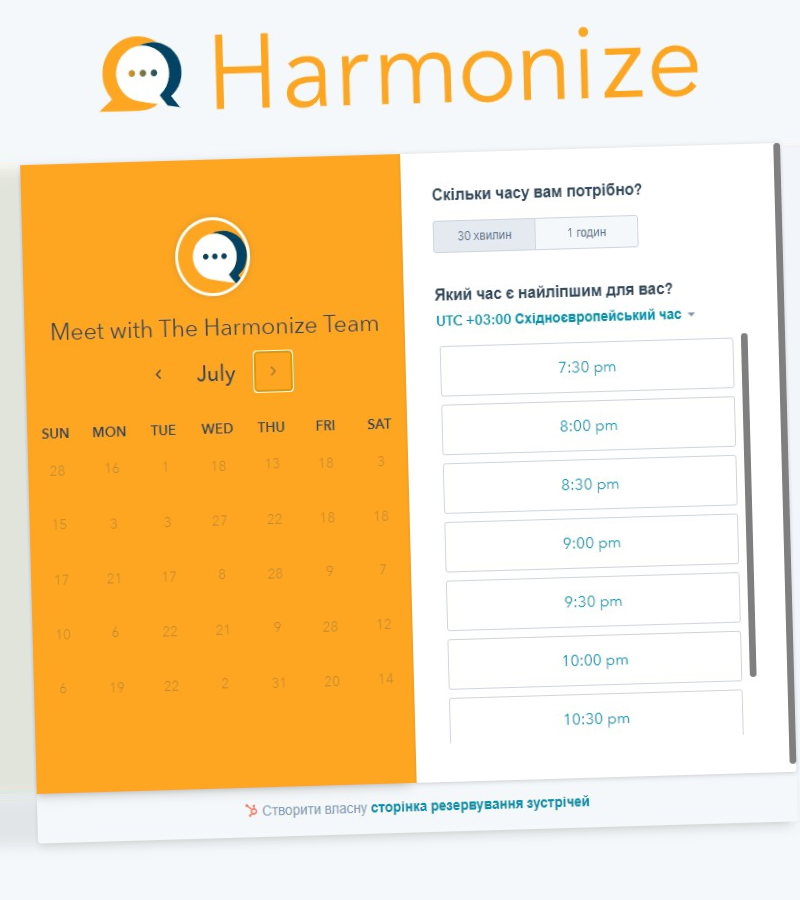 Harmonize
Meet with The Harmonize Team
July
SUN MON TUE WED THU FRI SAT
28 16 1 18 13 18 3
15 3 3 27 22 18 18
17 21 17 8 28 9 7
10 6 22 21 9 28 12
6 19 22 2 31 20 14
Скільки часу вам потрібно?
30 хвилин 1 годин
Який час є найліпшим для вас?
UTC +03:00 Східноєвропейський час
7:30 pm
8:00 pm
8:30 pm
9:00 pm
9:30 pm
10:00 pm
10:30 pm
Створити власну сторінка резервування зустрічей